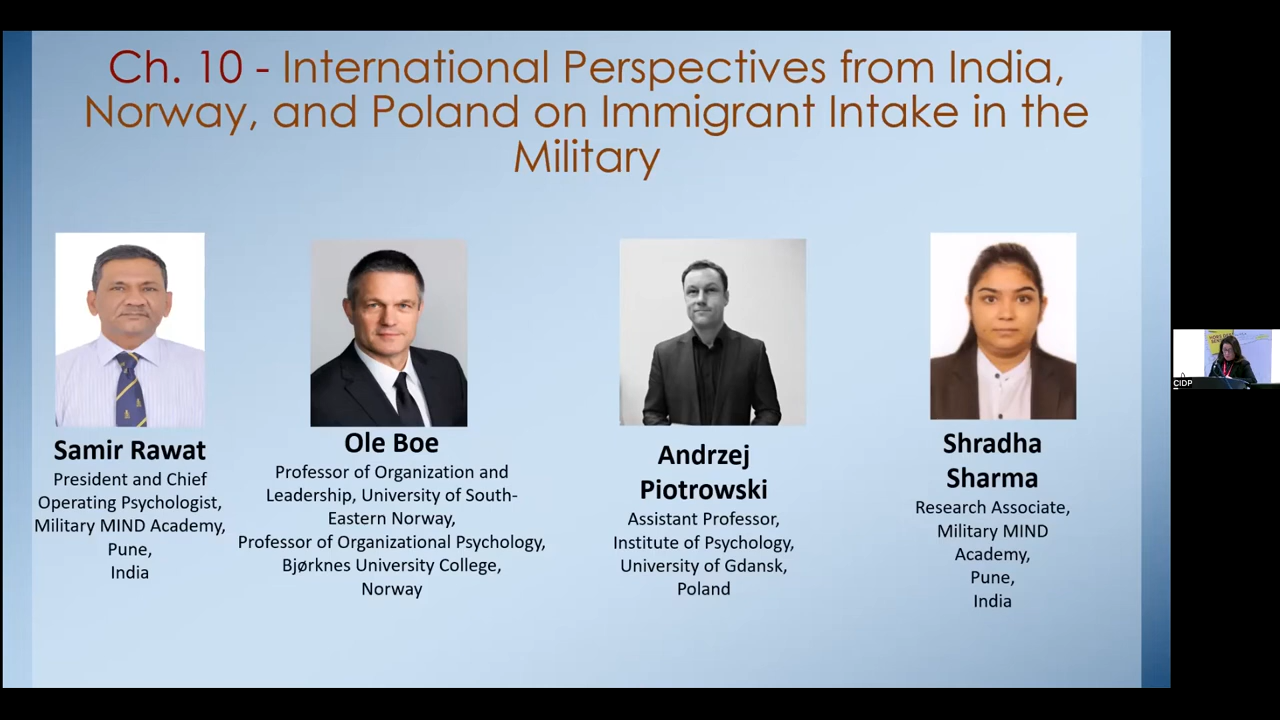 Ch. 10 - International Perspectives from India,
Norway, and Poland on Immigrant Intake in the
Military
Samir Rawat
President and Chief
Operating Psychologist,
Military MIND Academy,
Pune,
India
Ole Boe
Professor of Organization and
Leadership, University of South-
Eastern Norway,
Professor of Organizational Psychology,
Bjørknes University College,
Norway
Andrzej
Piotrowski
Assistant Professor,
Institute of Psychology,
University of Gdansk,
Poland
Shradha
Sharma
Research Associate,
Military MIND
Academy,
Pune,
India
CIDP